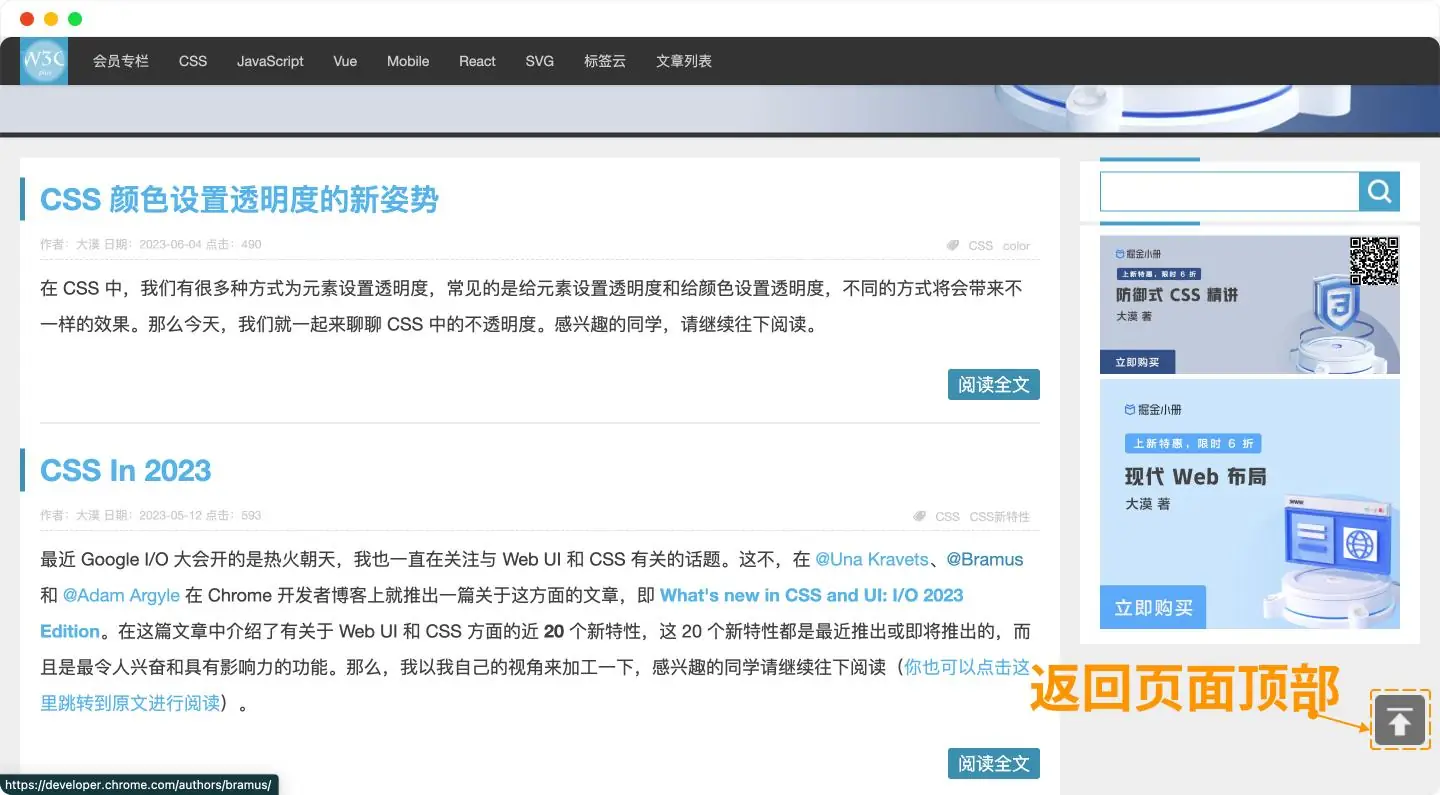 W3C
plus
会员专栏 CSS JavaScript Vue Mobile React SVG 标签云 文章列表
CSS 颜色设置透明度的新姿势
作者：大漠 日期：2023-06-04 点击：490
CSS color
在 CSS 中，我们有很多种方式为元素设置透明度，常见的是给元素设置透明度和给颜色设置透明度，不同的方式将会带来不
一样的效果。那么今天，我们就一起来聊聊 CSS 中的不透明度。感兴趣的同学，请继续往下阅读。
阅读全文
CSS In 2023
作者：大漠 日期：2023-05-12 点击：593
CSS CSS新特性
最近 Google I/O 大会开的是热火朝天，我也一直在关注与 Web UI 和 CSS 有关的话题。这不，在 @Una Kravets、@Bramus
和 @Adam Argyle 在 Chrome 开发者博客上就推出一篇关于这方面的文章，即 What's new in CSS and UI: I/O 2023
Edition。在这篇文章中介绍了有关于 Web UI 和 CSS 方面的近 20 个新特性，这 20 个新特性都是最近推出或即将推出的，而
且是最令人兴奋和具有影响力的功能。那么，我以我自己的视角来加工一下，感兴趣的同学请继续往下阅读（你也可以点击这
里跳转到原文进行阅读）。
阅读全文
掘金小册
上新特惠，限时 6 折
防御式 CSS 精讲
大漠 著
立即购买
掘金小册
上新特惠，限时 6 折
现代 Web 布局
大漠 著
WWW
立即购买
返回页面顶部
https://developer.chrome.com/authors/bramus/